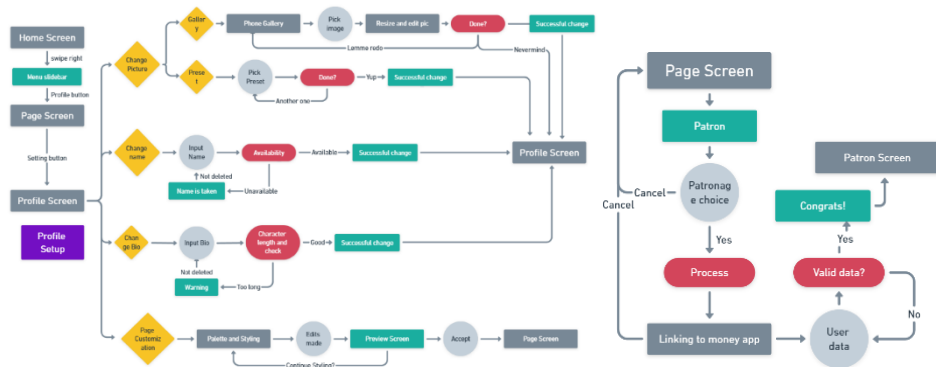 Home Screen
swipe right
Menu slidebar
Profile button
Page Screen
Setting button
Profile Screen
Profile
Setup
Change
Picture
Galler
y
Phone Gallery
Pick
image
Resize and edit pic
Done?
Successful change
Lemme redo
Nevermind
Prese
t
Pick
Preset
Done?
Yup
Successful change
Another one
Change
name
Input
Name
Availability
Available
Successful change
Not deleted
Name is taken
Unavailable
Profile Screen
Chan
ge Bio
Input Bio
Character
length and
check
Good
Successful change
Not deleted
Warning
Too long
Page
Customiz
ation
Palette and Styling
Edits
made
Preview Screen
Accept
Page Screen
Continue Styling?
Page Screen
Patron
Patronag
e choice
Cancel
Cancel
Yes
Process
Linking to money app
User
data
Valid data?
No
Yes
Congrats!
Patron Screen